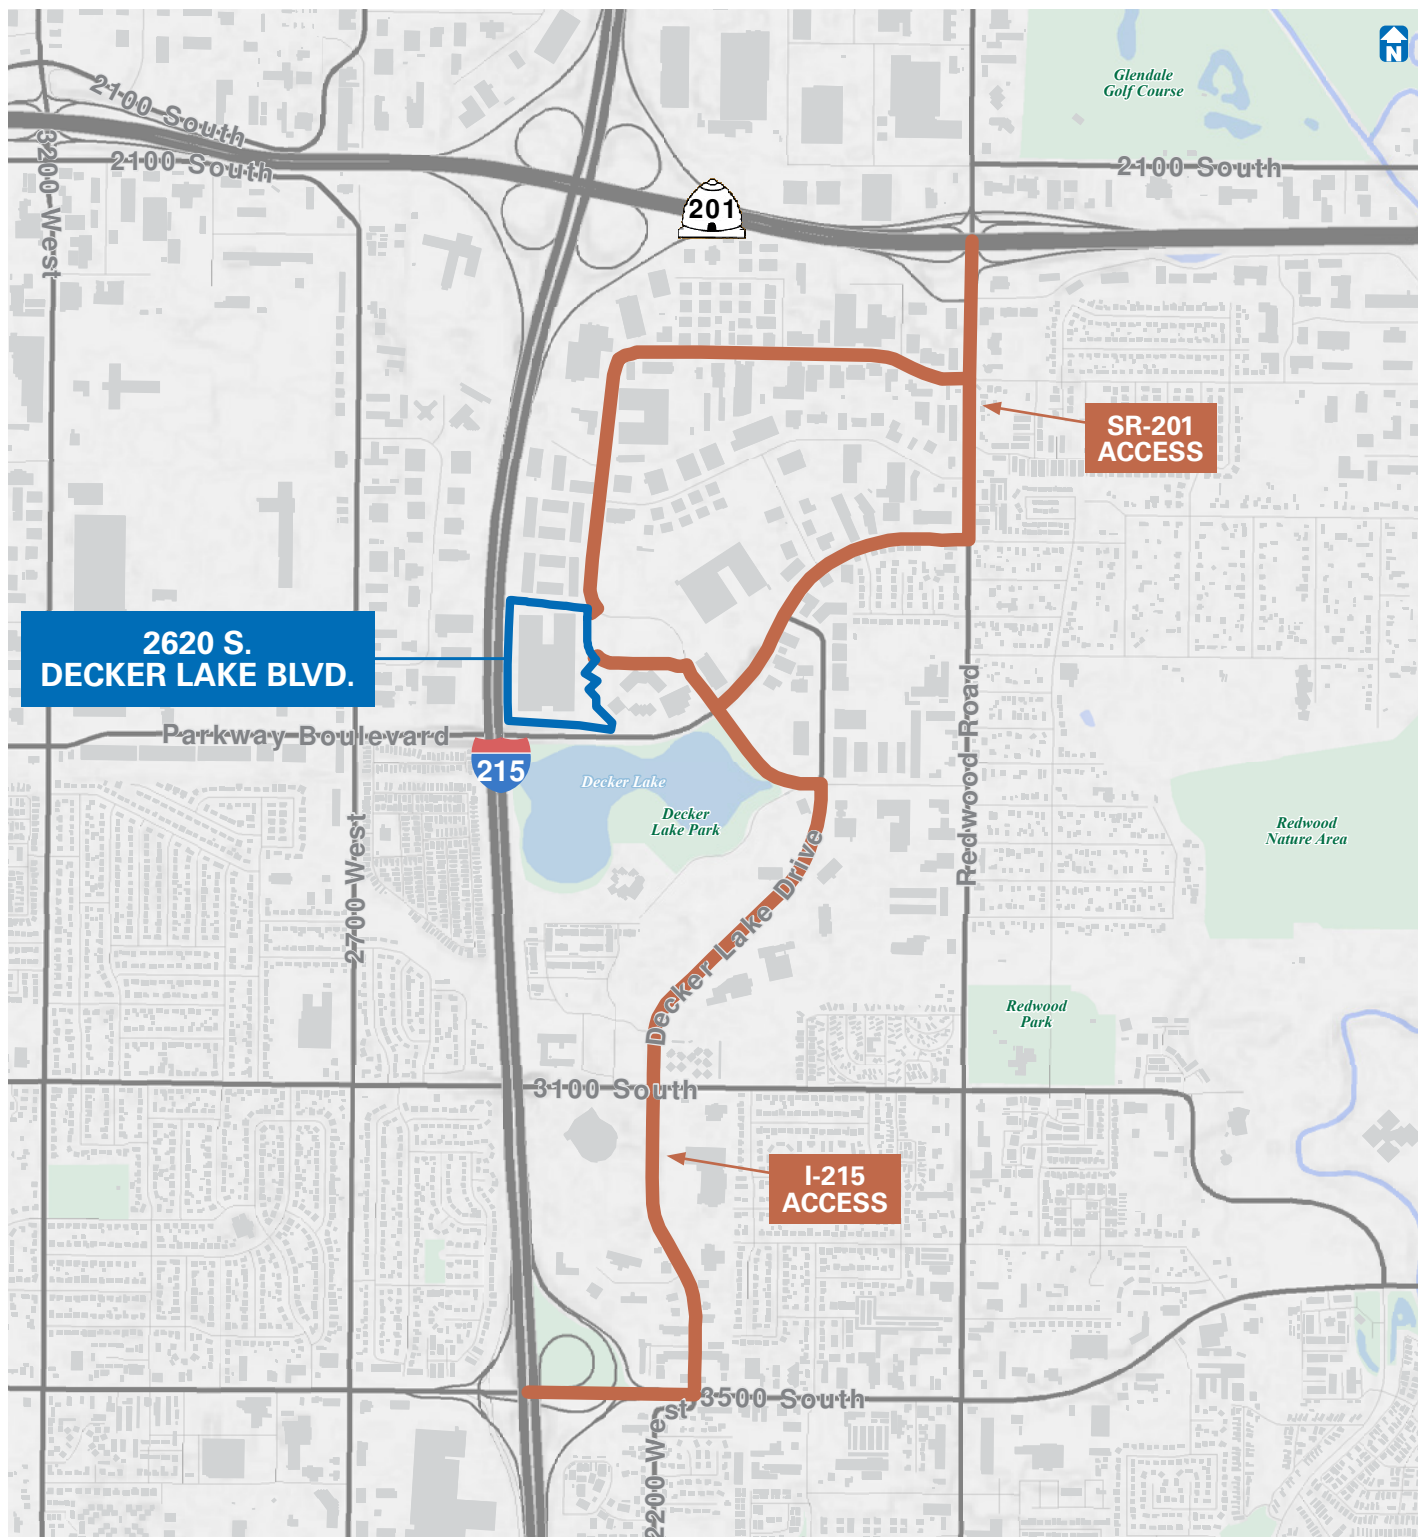 N
Glendale
Golf Course
2100 South
2100 South
2100 South
3200 West
201
SR-201
ACCESS
2620 S.
DECKER LAKE BLVD.
Parkway Boulevard
215
Decker Lake
Decker
Lake Park
Redwood Road
Redwood
Nature Area
2700 West
Decker Lake Drive
Redwood
Park
3100 South
I-215
ACCESS
3500 South
2200 West